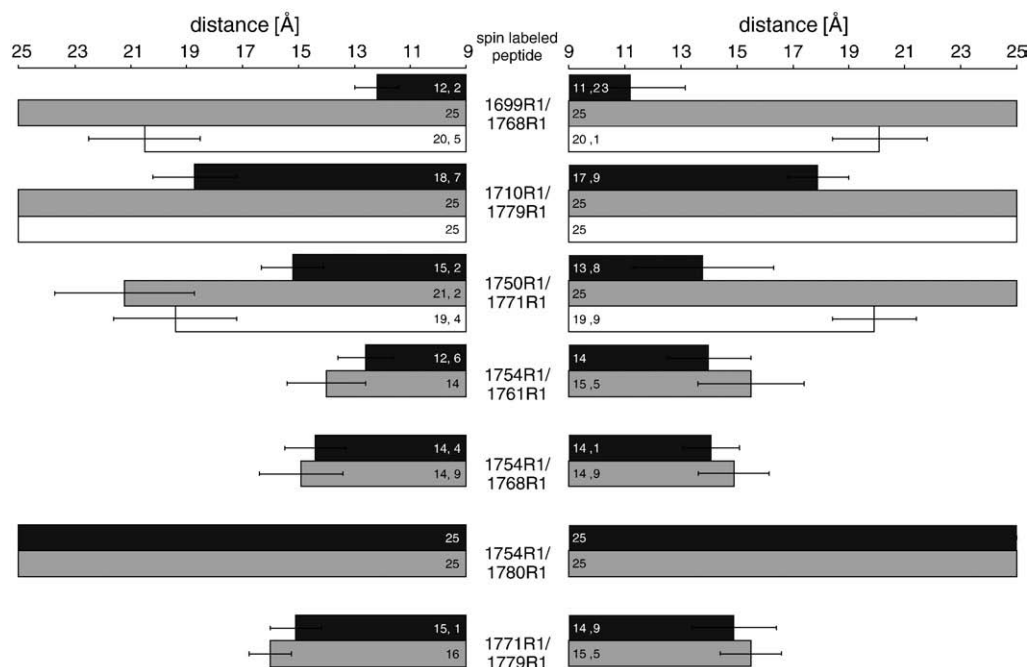 distance [Å] spin labeled peptide distance [Å]
25 23 21 19 17 15 13 11 9 9 11 13 15 17 19 21 23 25
12, 2 1699R1/ 11 ,23
25 1768R1 25
20, 5 20 ,1
18, 7 1710R1/ 17 ,9
25 1779R1 25
25 25
15, 2 1750R1/ 13 ,8
21, 2 1771R1 25
19, 4 19 ,9
12, 6 1754R1/ 14
14 1761R1 15 ,5
14, 4 1754R1/ 14 ,1
14, 9 1768R1 14 ,9
25 1754R1/ 25
25 1780R1 25
15, 1 1771R1/ 14 ,9
16 1779R1 15 ,5